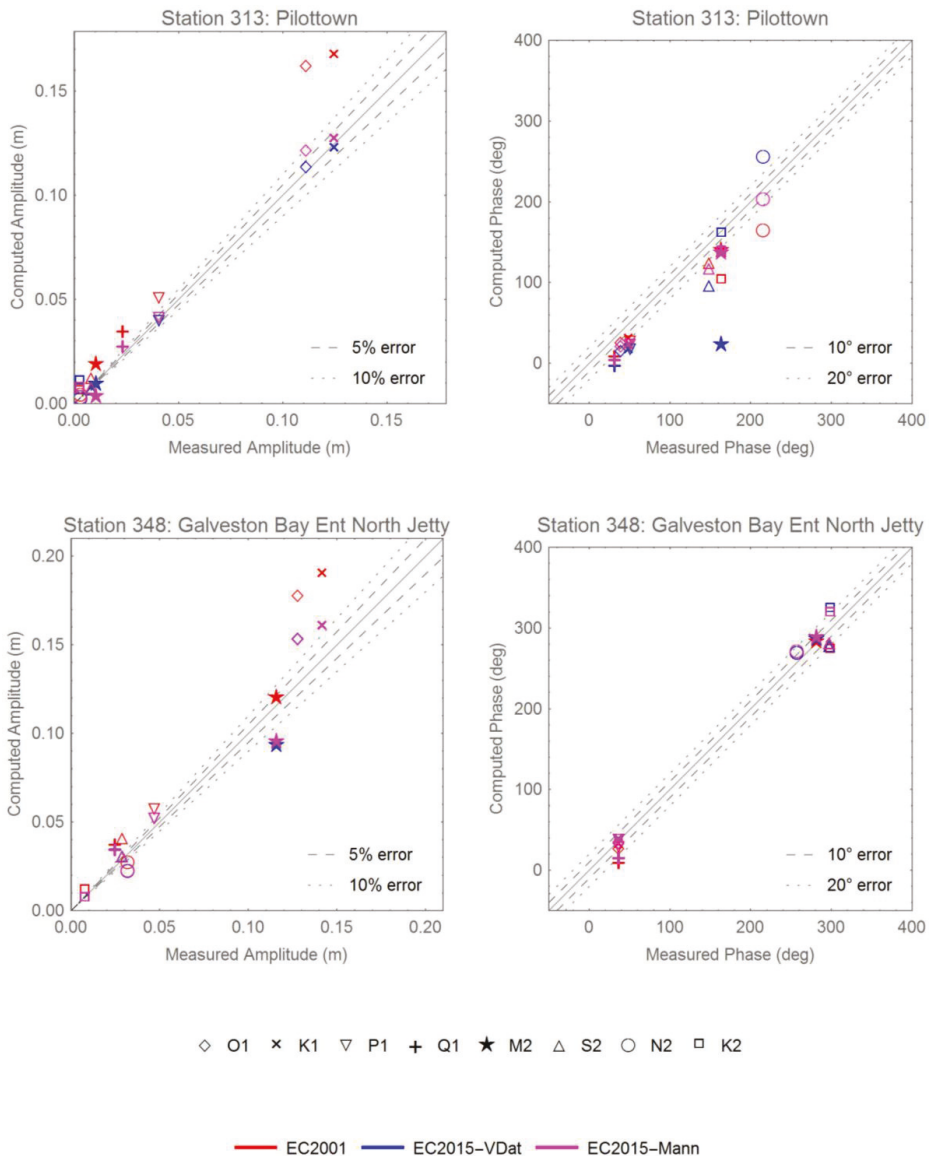 Station 313: Pilottown
Computed Amplitude (m)
0.15
0.10
0.05
0.00
0.00 0.05 0.10 0.15
Measured Amplitude (m)
5% error
10% error
Station 313: Pilottown
Computed Phase (deg)
400
300
200
100
0
0 100 200 300 400
Measured Phase (deg)
10° error
20° error
Station 348: Galveston Bay Ent North Jetty
Computed Amplitude (m)
0.20
0.15
0.10
0.05
0.00
0.00 0.05 0.10 0.15 0.20
Measured Amplitude (m)
5% error
10% error
Station 348: Galveston Bay Ent North Jetty
Computed Phase (deg)
400
300
200
100
0
0 100 200 300 400
Measured Phase (deg)
10° error
20° error
O1 K1 P1 Q1 M2 S2 N2 K2
EC2001 EC2015−VDat EC2015−Mann